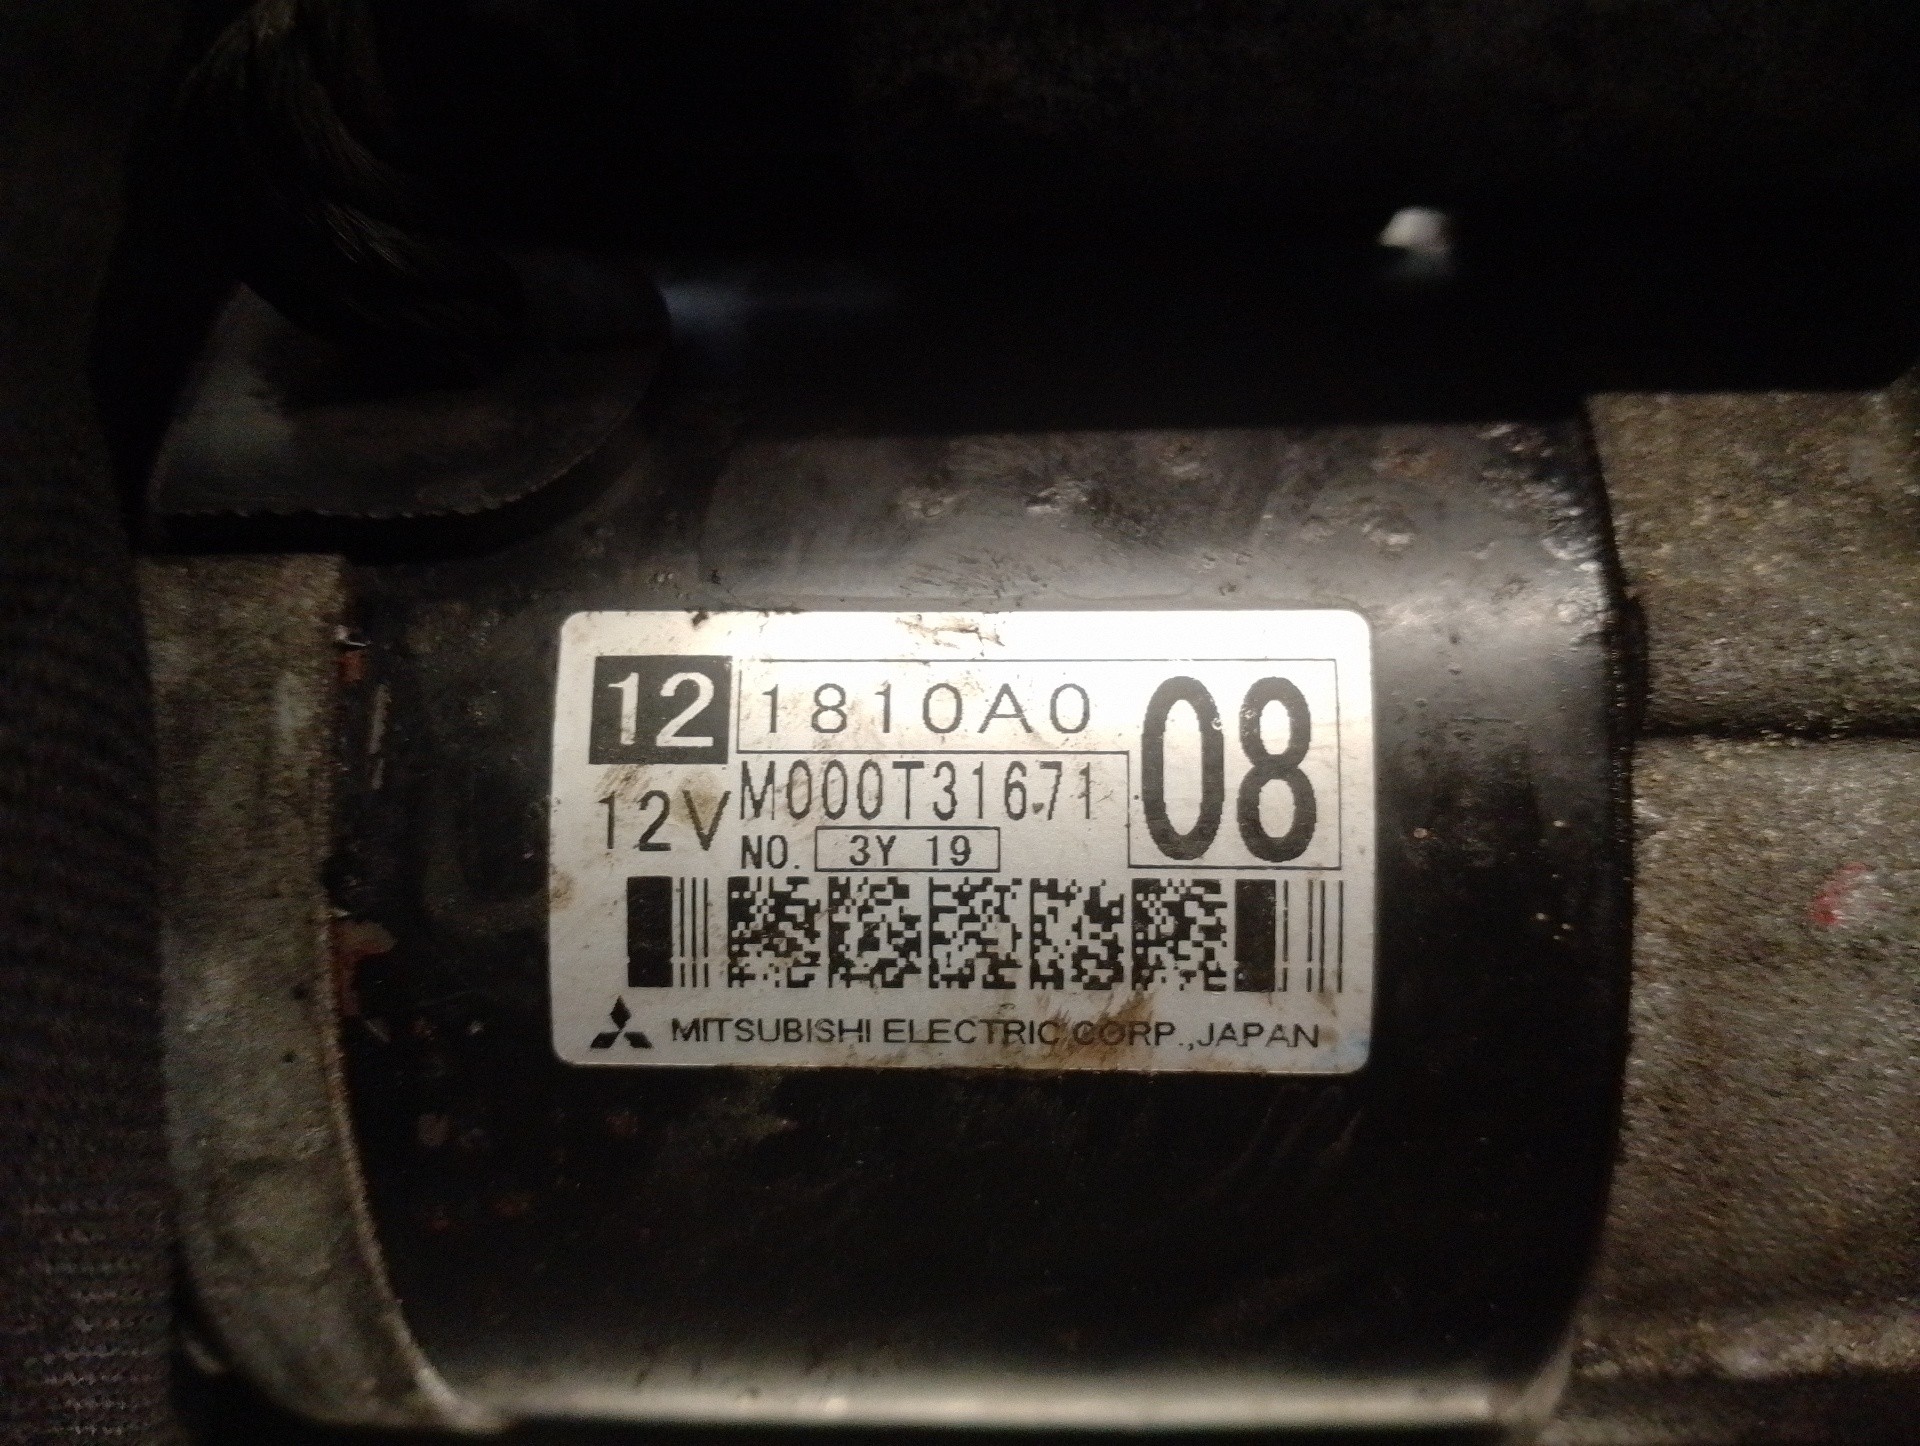 12 1810A0 08
12V M000T31671
NO. 3Y 19
MITSUBISHI ELECTRIC CORP., JAPAN